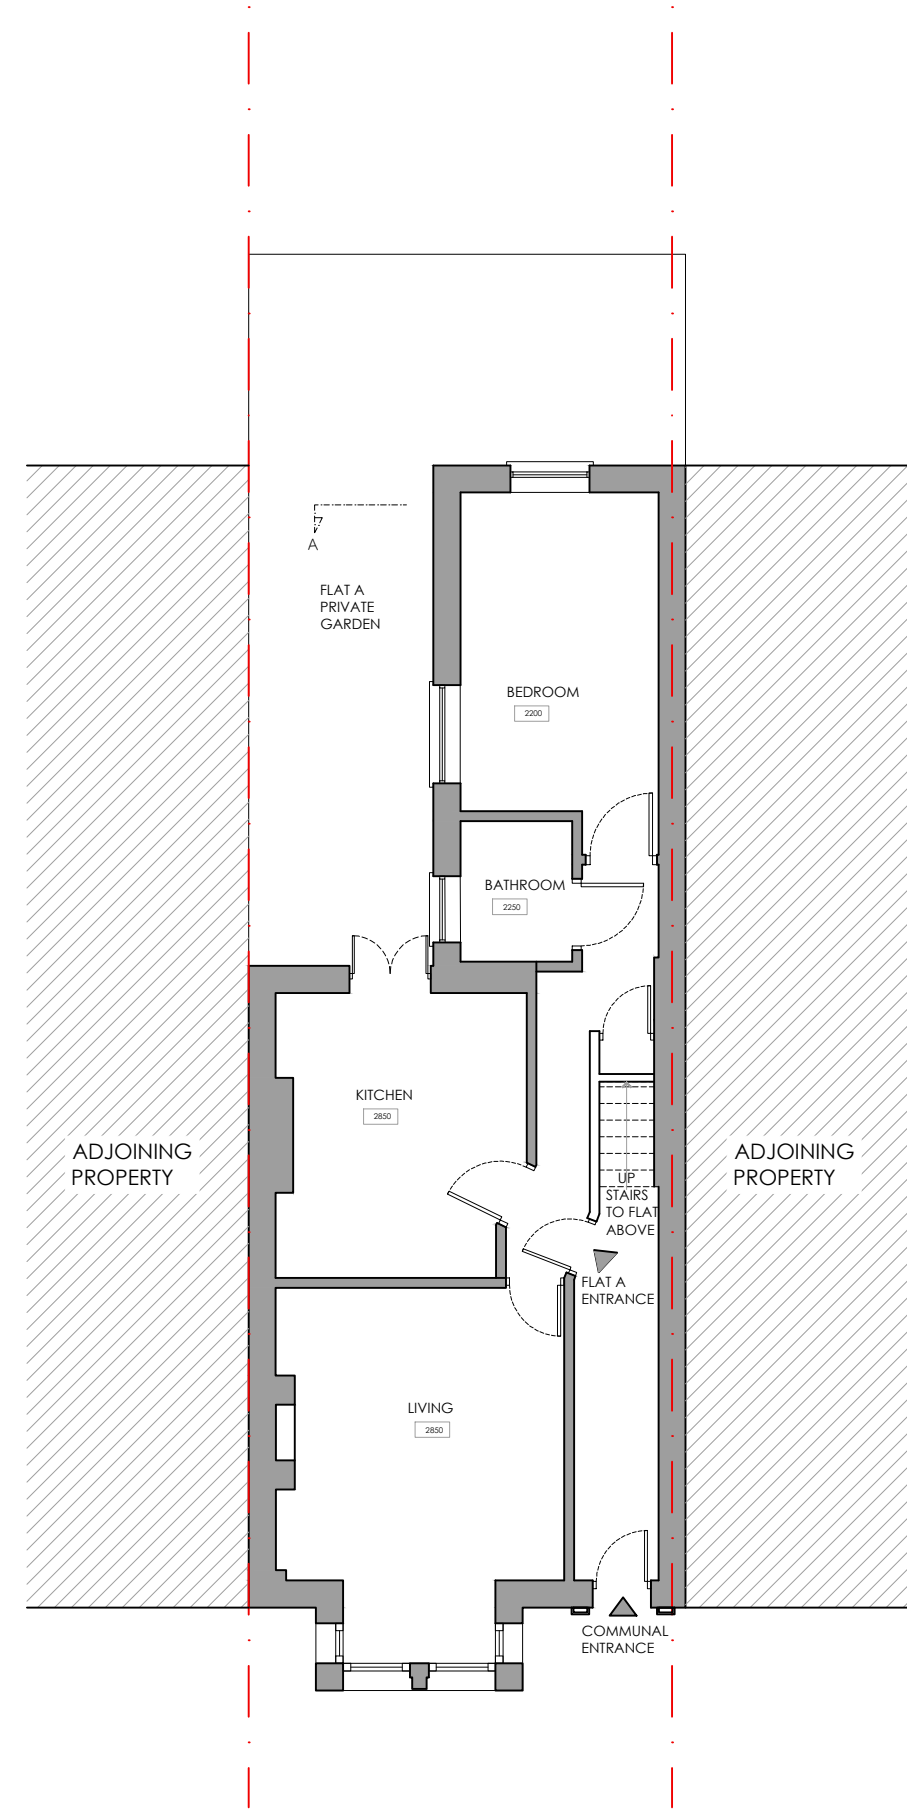 A
FLAT A
PRIVATE
GARDEN
BEDROOM
2200
BATHROOM
2250
KITCHEN
2850
ADJOINING
PROPERTY
ADJOINING
PROPERTY
UP
STAIRS
TO FLAT
ABOVE
FLAT A
ENTRANCE
LIVING
2850
COMMUNAL
ENTRANCE